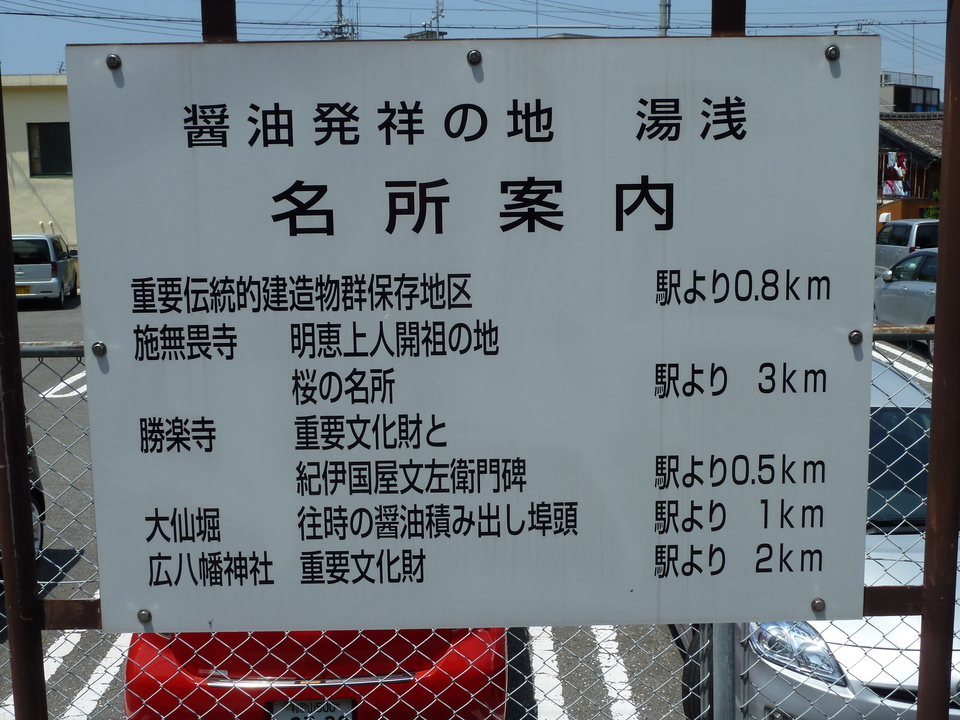 醤油発祥の地 湯浅
名所案内
重要伝統的建造物群保存地区 駅より0.8km
施無畏寺 明恵上人開祖の地
桜の名所 駅より 3km
勝楽寺 重要文化財と
紀伊国屋文左衛門碑 駅より0.5km
大仙堀 往時の醤油積み出し埠頭 駅より 1km
広八幡神社 重要文化財 駅より 2km